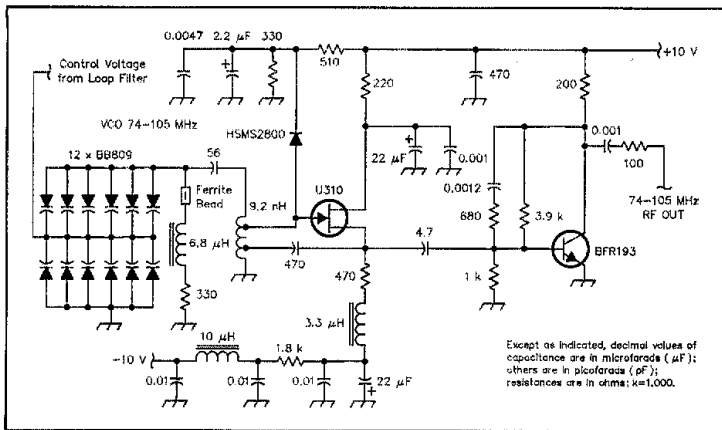 0.0047
2.2 μF
330
510
+10 V
Control Voltage
from Loop Filter
220
470
200
VCO 74–105 MHz
HSMS2800
0.001
12 x BB809
56
22 μF
0.001
100
Ferrite
Bead
9.2 nH
U310
0.0012
74–105 MHz
RF OUT
680
3.9 k
6.8 μH
4.7
470
470
BFR193
1 k
330
3.3 μH
10 μH
1.8 k
–10 V
0.01
0.01
0.01
22 μF
Except as indicated, decimal values of
capacitance are in microfarads (μF);
others are in picofarads (pF);
resistances are in ohms; k=1,000.